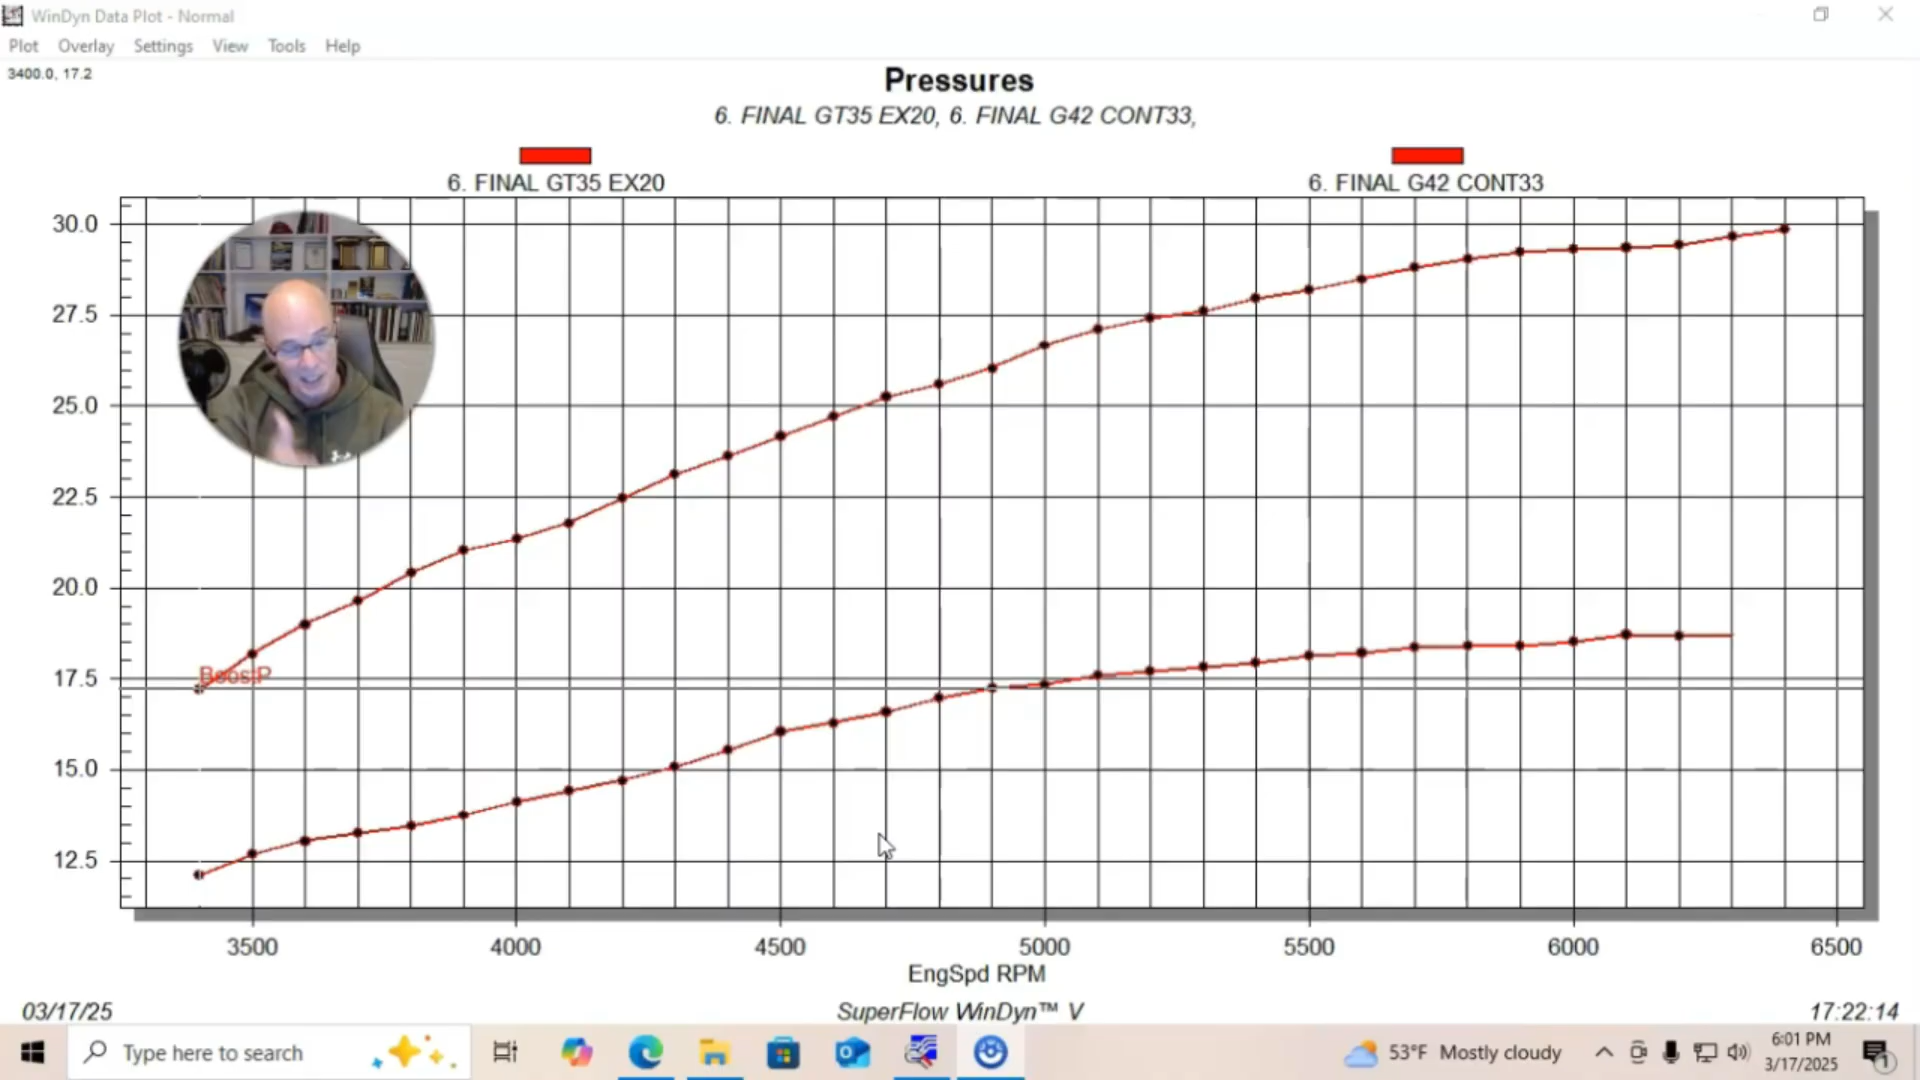 WinDyn Data Plot - Normal
Plot Overlay Settings View Tools Help
3400.0, 17.2
Pressures
6. FINAL GT35 EX20, 6. FINAL G42 CONT33,
6. FINAL GT35 EX20
6. FINAL G42 CONT33
30.0
27.5
25.0
22.5
20.0
17.5
15.0
12.5
BoostP
3500 4000 4500 5000 5500 6000 6500
EngSpd RPM
03/17/25 SuperFlow WinDyn™ V 17:22:14
Type here to search
53°F Mostly cloudy
6:01 PM
3/17/2025
1